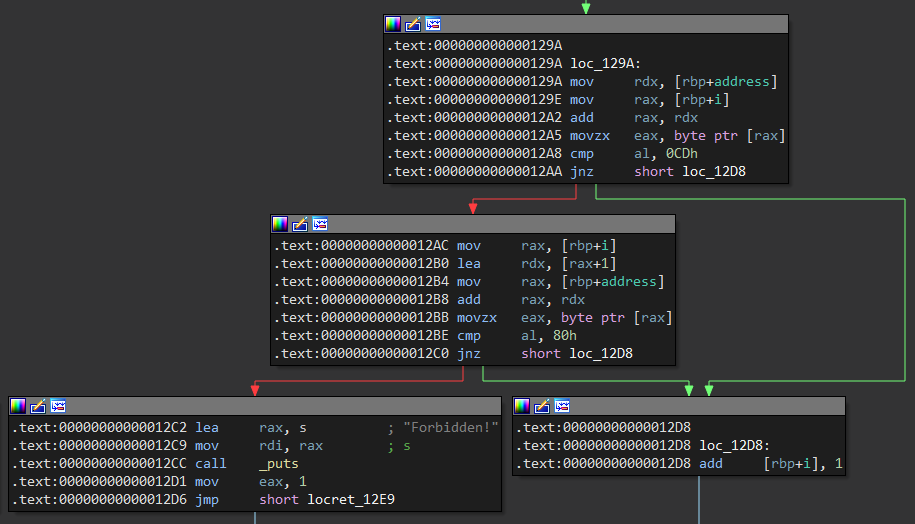 .text:000000000000129A
.text:000000000000129A loc_129A:
.text:000000000000129A mov     rdx, [rbp+address]
.text:000000000000129E mov     rax, [rbp+i]
.text:00000000000012A2 add     rax, rdx
.text:00000000000012A5 movzx   eax, byte ptr [rax]
.text:00000000000012A8 cmp     al, 0CDh
.text:00000000000012AA jnz     short loc_12D8
.text:00000000000012AC mov     rax, [rbp+i]
.text:00000000000012B0 lea     rdx, [rax+1]
.text:00000000000012B4 mov     rax, [rbp+address]
.text:00000000000012B8 add     rax, rdx
.text:00000000000012BB movzx   eax, byte ptr [rax]
.text:00000000000012BE cmp     al, 80h
.text:00000000000012C0 jnz     short loc_12D8
.text:00000000000012C2 lea     rax, s          ; "Forbidden!"
.text:00000000000012C9 mov     rdi, rax        ; s
.text:00000000000012CC call    _puts
.text:00000000000012D1 mov     eax, 1
.text:00000000000012D6 jmp     short locret_12E9
.text:00000000000012D8
.text:00000000000012D8 loc_12D8:
.text:00000000000012D8 add     [rbp+i], 1